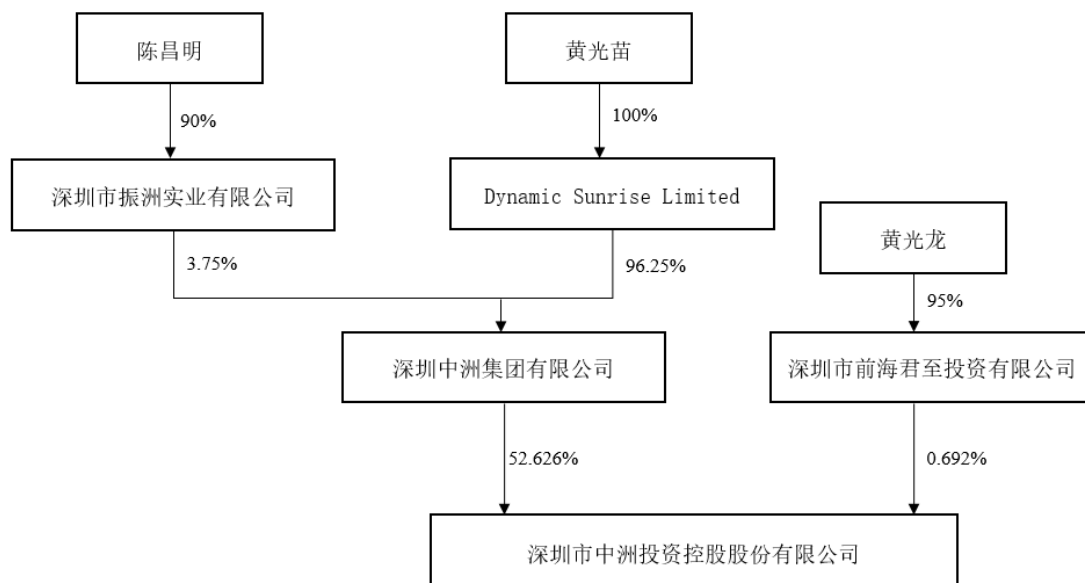 陈昌明
黄光苗
90%
100%
深圳市振洲实业有限公司
Dynamic Sunrise Limited
黄光龙
3.75%
96.25%
95%
深圳中洲集团有限公司
深圳市前海君至投资有限公司
52.626%
0.692%
深圳市中洲投资控股股份有限公司